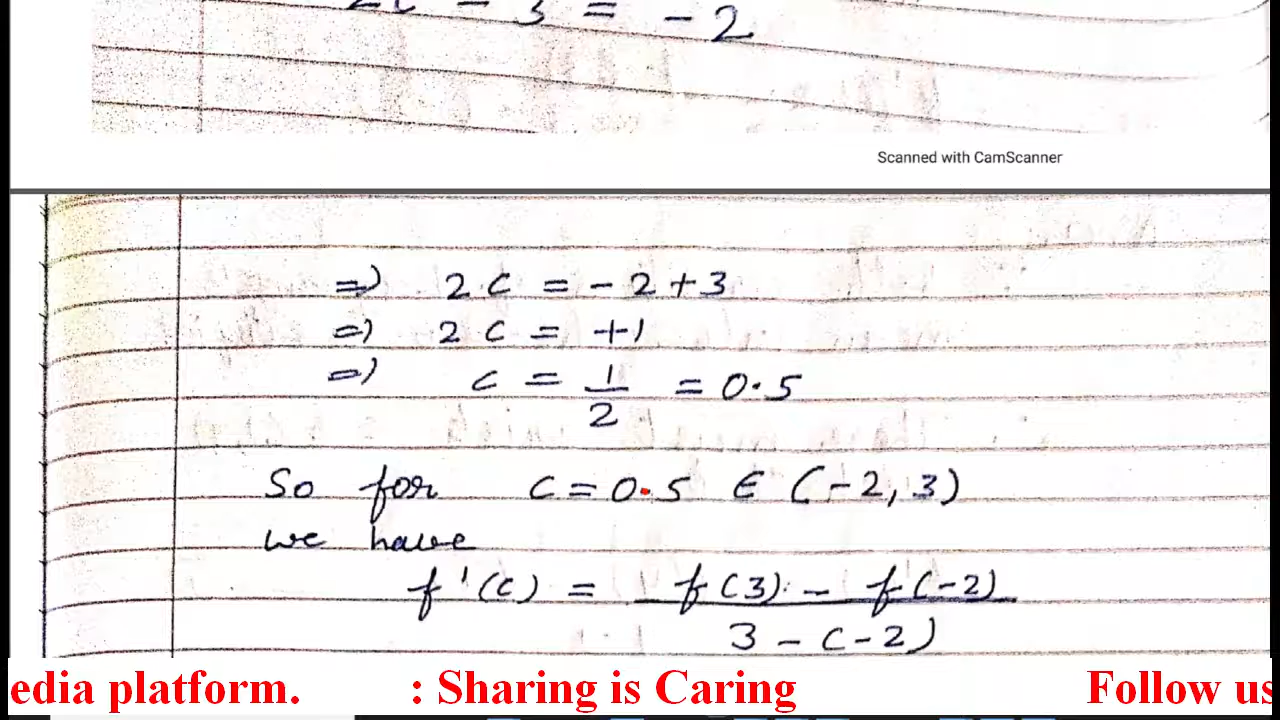 2c - 3 = -2
Scanned with CamScanner
=) 2c = -2+3
=) 2c = +1
=) c = 1/2 = 0.5
So for c = 0.5 ∈ (-2, 3)
we have
f'(c) = f(3) - f(-2) / 3 - (-2)
edia platform. : Sharing is Caring Follow us